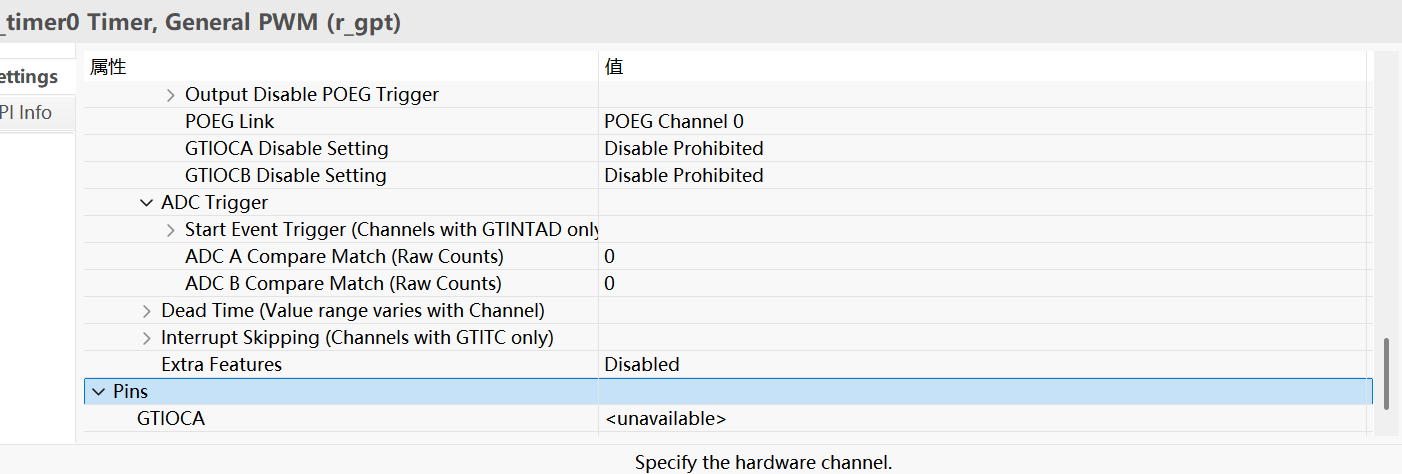 _timer0 Timer, General PWM (r_gpt)
ettings
PI Info
属性 值
Output Disable POEG Trigger
POEG Link POEG Channel 0
GTIOCA Disable Setting Disable Prohibited
GTIOCB Disable Setting Disable Prohibited
ADC Trigger
Start Event Trigger (Channels with GTINTAD only
ADC A Compare Match (Raw Counts) 0
ADC B Compare Match (Raw Counts) 0
Dead Time (Value range varies with Channel)
Interrupt Skipping (Channels with GTITC only)
Extra Features Disabled
Pins
GTIOCA <unavailable>
Specify the hardware channel.